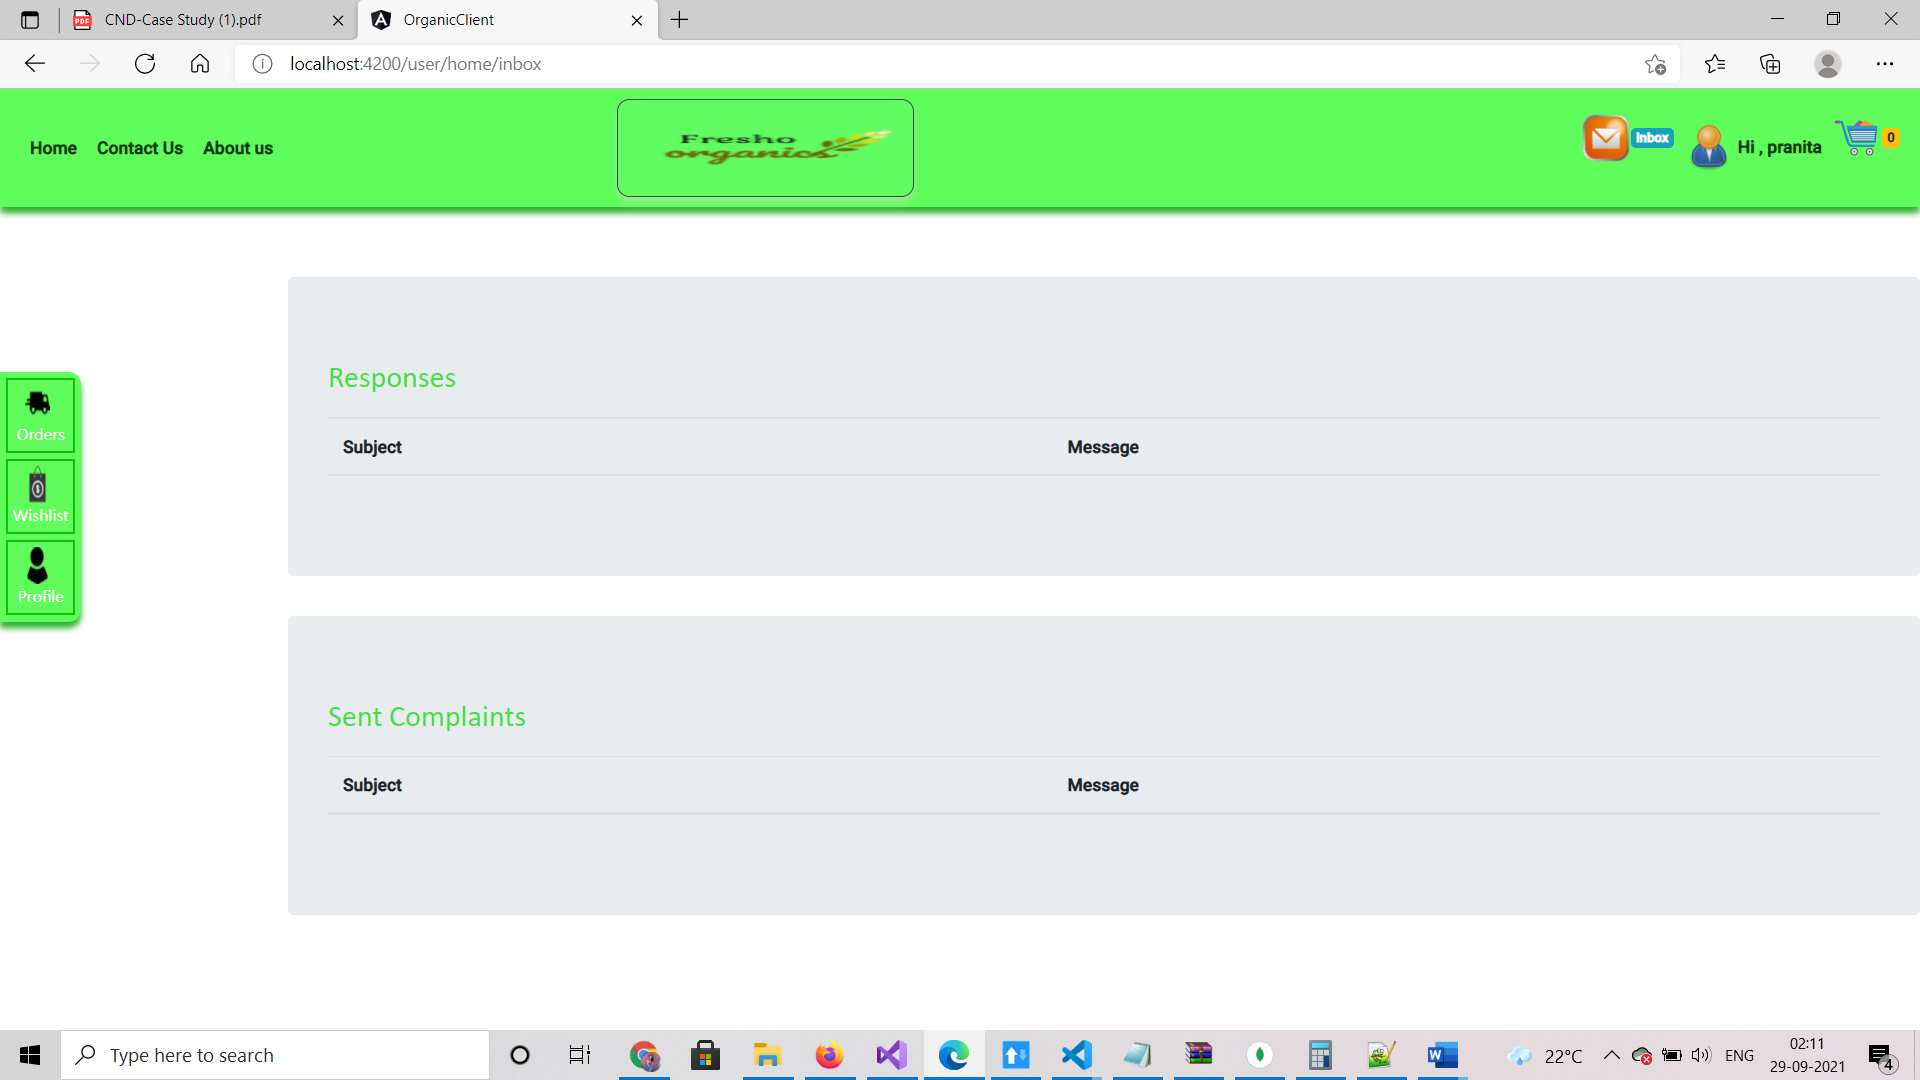 CND-Case Study (1).pdf
OrganicClient
localhost:4200/user/home/inbox
Home Contact Us About us
Fresho
organics
Inbox
Hi , pranita
0
Orders
Wishlist
Profile
Responses
Subject Message
Sent Complaints
Subject Message
Type here to search
22°C
ENG
02:11
29-09-2021
4